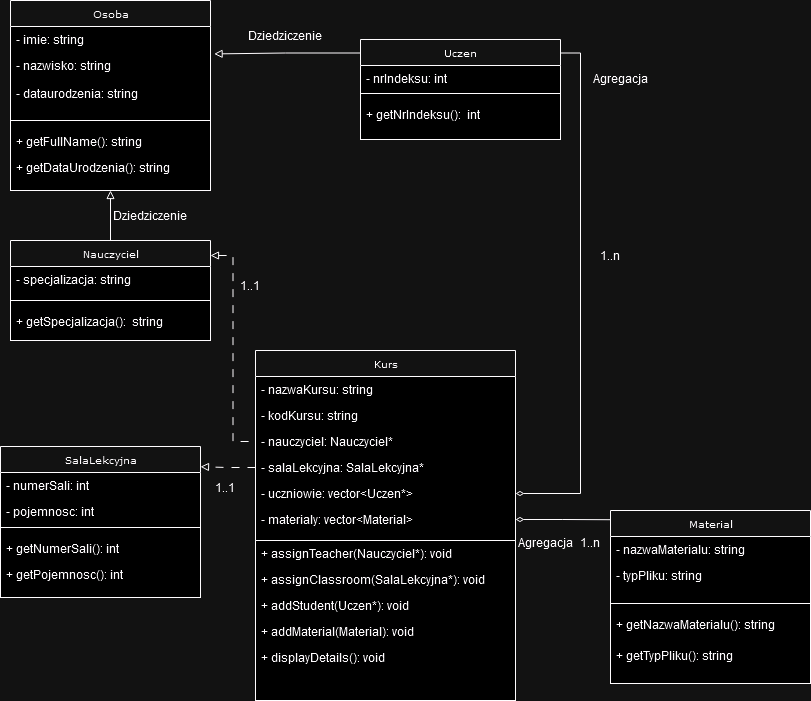 Osoba
- imie: string
- nazwisko: string
- dataurodzenia: string
+ getFullName(): string
+ getDataUrodzenia(): string
Dziedziczenie
Uczen
- nrIndeksu: int
+ getNrIndeksu():  int
Agregacja
Dziedziczenie
Nauczyciel
- specjalizacja: string
+ getSpecjalizacja():  string
1..1
1..n
Kurs
- nazwaKursu: string
- kodKursu: string
- nauczyciel: Nauczyciel*
- salaLekcyjna: SalaLekcyjna*
- uczniowie: vector<Uczen*>
- materialy: vector<Material>
+ assignTeacher(Nauczyciel*): void
+ assignClassroom(SalaLekcyjna*): void
+ addStudent(Uczen*): void
+ addMaterial(Material): void
+ displayDetails(): void
SalaLekcyjna
- numerSali: int
- pojemnosc: int
+ getNumerSali(): int
+ getPojemnosc(): int
1..1
Agregacja  1..n
Material
- nazwaMaterialu: string
- typPliku: string
+ getNazwaMaterialu(): string
+ getTypPliku(): string